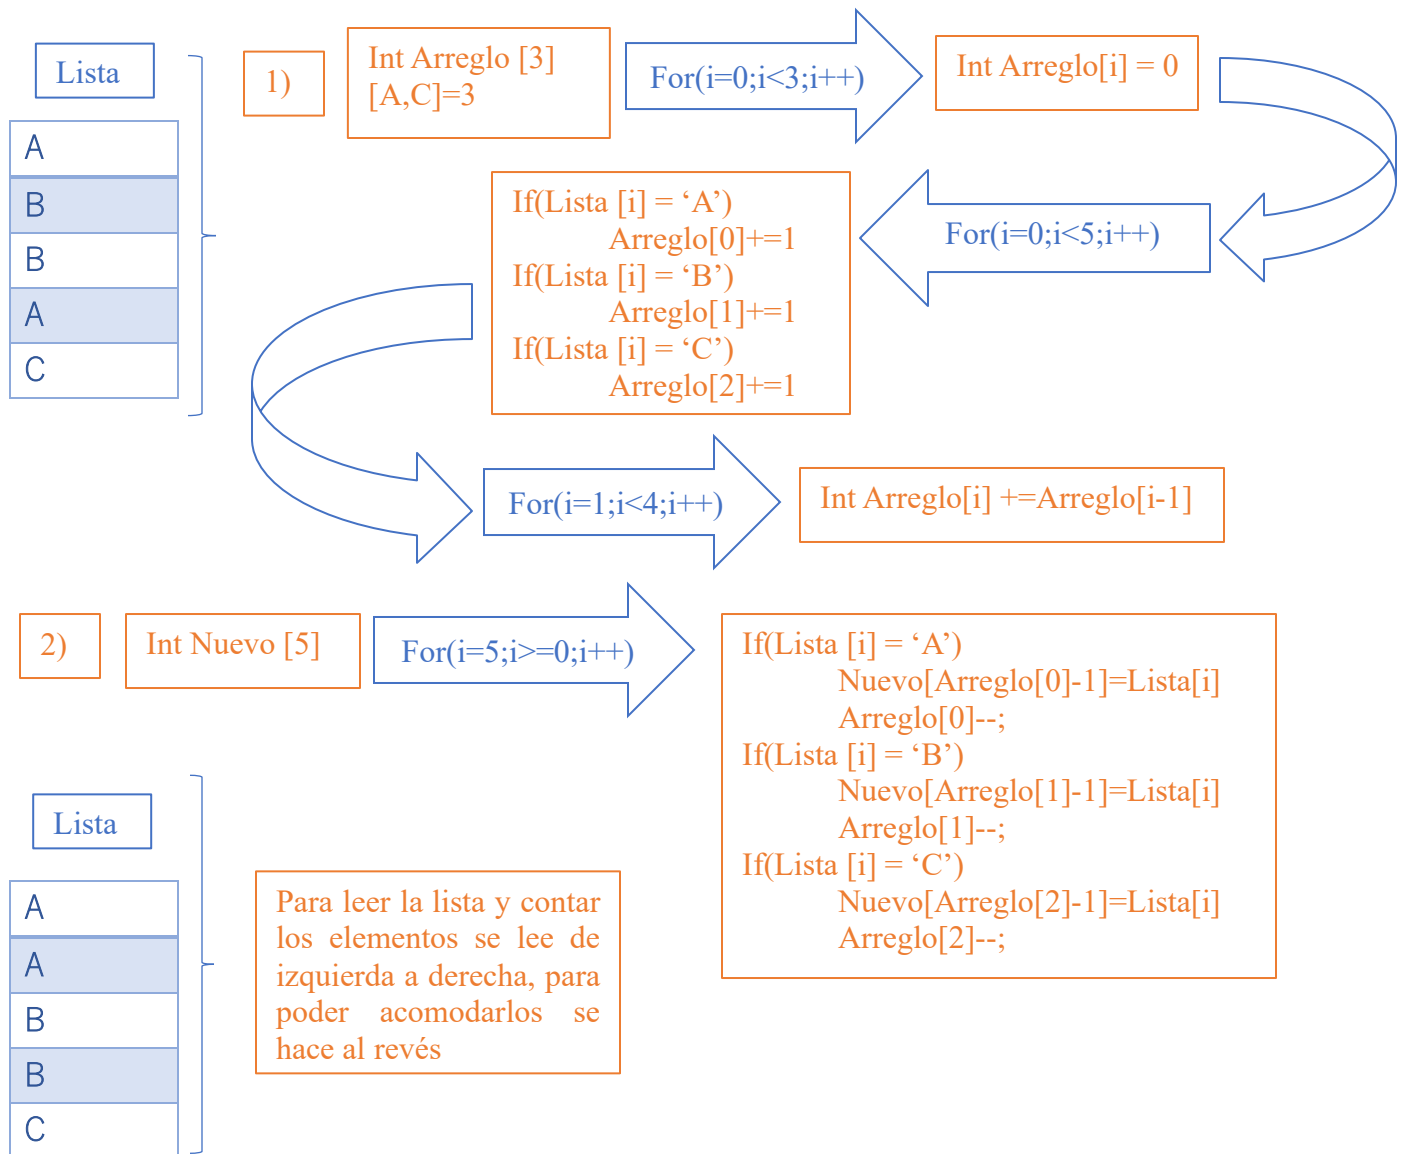 Lista
A
B
B
A
C
1)
Int Arreglo [3]
[A,C]=3
For(i=0;i<3;i++)
Int Arreglo[i] = 0
For(i=0;i<5;i++)
If(Lista [i] = ‘A’)
Arreglo[0]+=1
If(Lista [i] = ‘B’)
Arreglo[1]+=1
If(Lista [i] = ‘C’)
Arreglo[2]+=1
For(i=1;i<4;i++)
Int Arreglo[i] +=Arreglo[i-1]
2)
Int Nuevo [5]
For(i=5;i>=0;i++)
If(Lista [i] = ‘A’)
Nuevo[Arreglo[0]-1]=Lista[i]
Arreglo[0]--;
If(Lista [i] = ‘B’)
Nuevo[Arreglo[1]-1]=Lista[i]
Arreglo[1]--;
If(Lista [i] = ‘C’)
Nuevo[Arreglo[2]-1]=Lista[i]
Arreglo[2]--;
Lista
A
A
B
B
C
Para leer la lista y contar
los elementos se lee de
izquierda a derecha, para
poder acomodarlos se
hace al revés